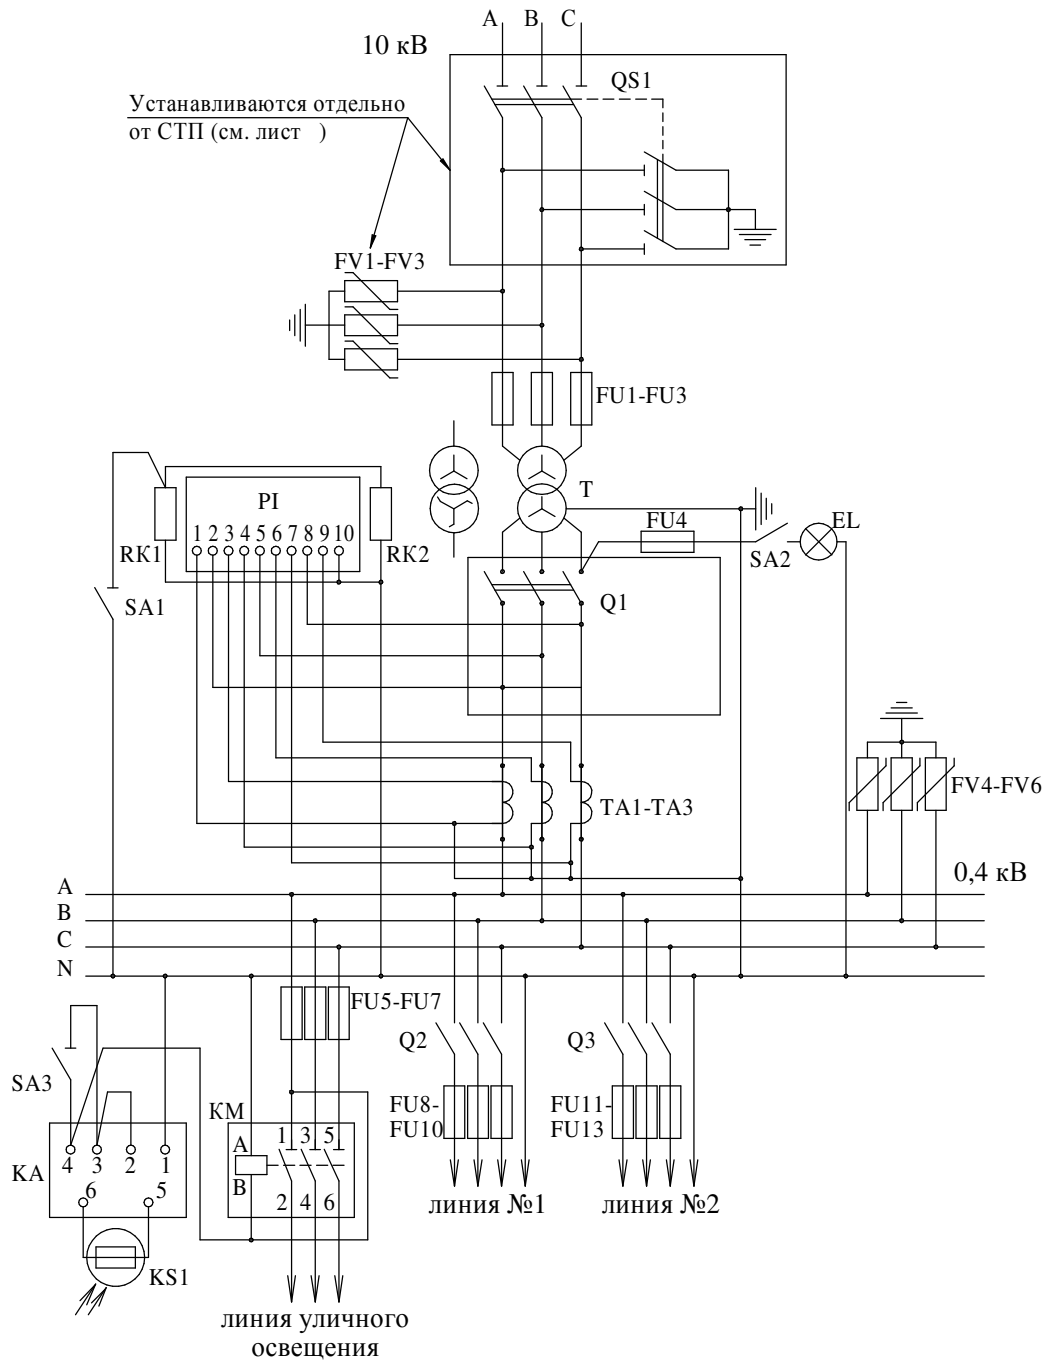 A B C
10 кВ
QS1
Устанавливаются отдельно
от СТП (см. лист )
FV1-FV3
FU1-FU3
PI
1 2 3 4 5 6 7 8 9 10
RK1
RK2
T
FU4
EL
SA2
SA1
Q1
TA1-TA3
FV4-FV6
0,4 кВ
A
B
C
N
FU5-FU7
Q2
Q3
SA3
FU8-
FU10
FU11-
FU13
КМ
A
B
1 3 5
2 4 6
КА
4 3 2 1
6 5
KS1
линия №1
линия №2
линия уличного
освещения